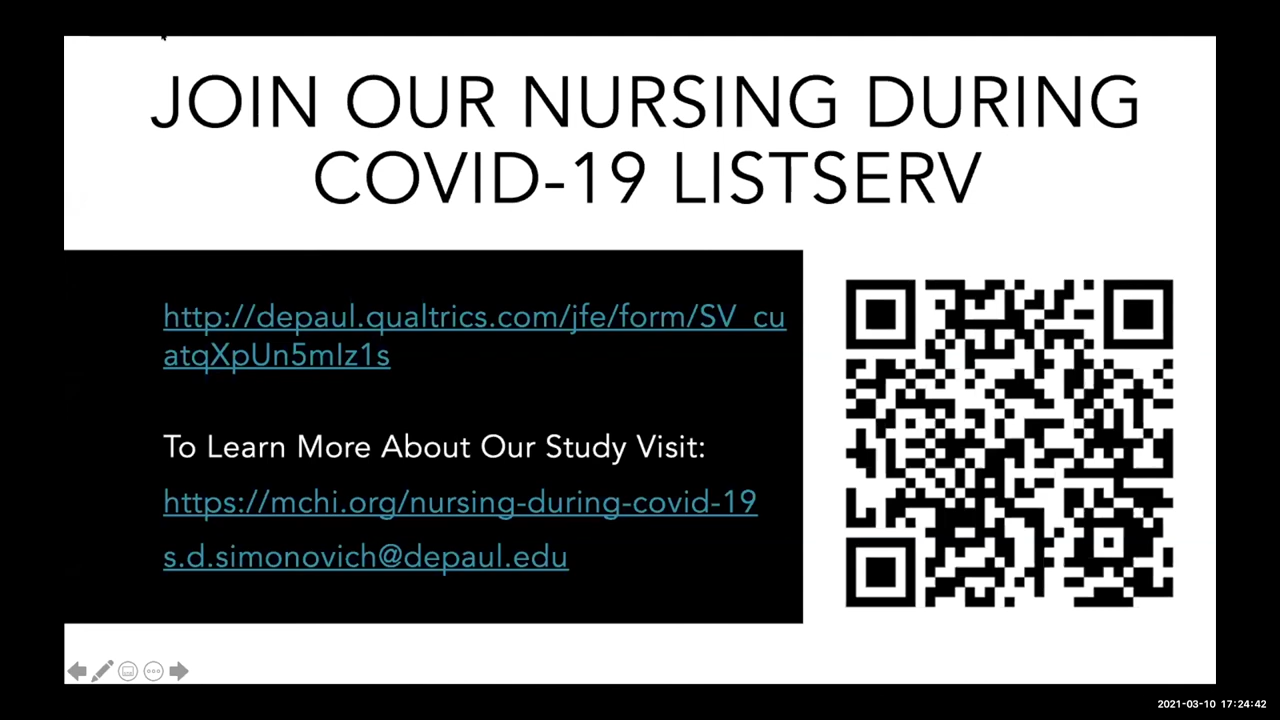 JOIN OUR NURSING DURING
COVID-19 LISTSERV
http://depaul.qualtrics.com/jfe/form/SV_cu
atqXpUn5mIz1s
To Learn More About Our Study Visit:
https://mchi.org/nursing-during-covid-19
s.d.simonovich@depaul.edu
2021-03-10 17:24:42